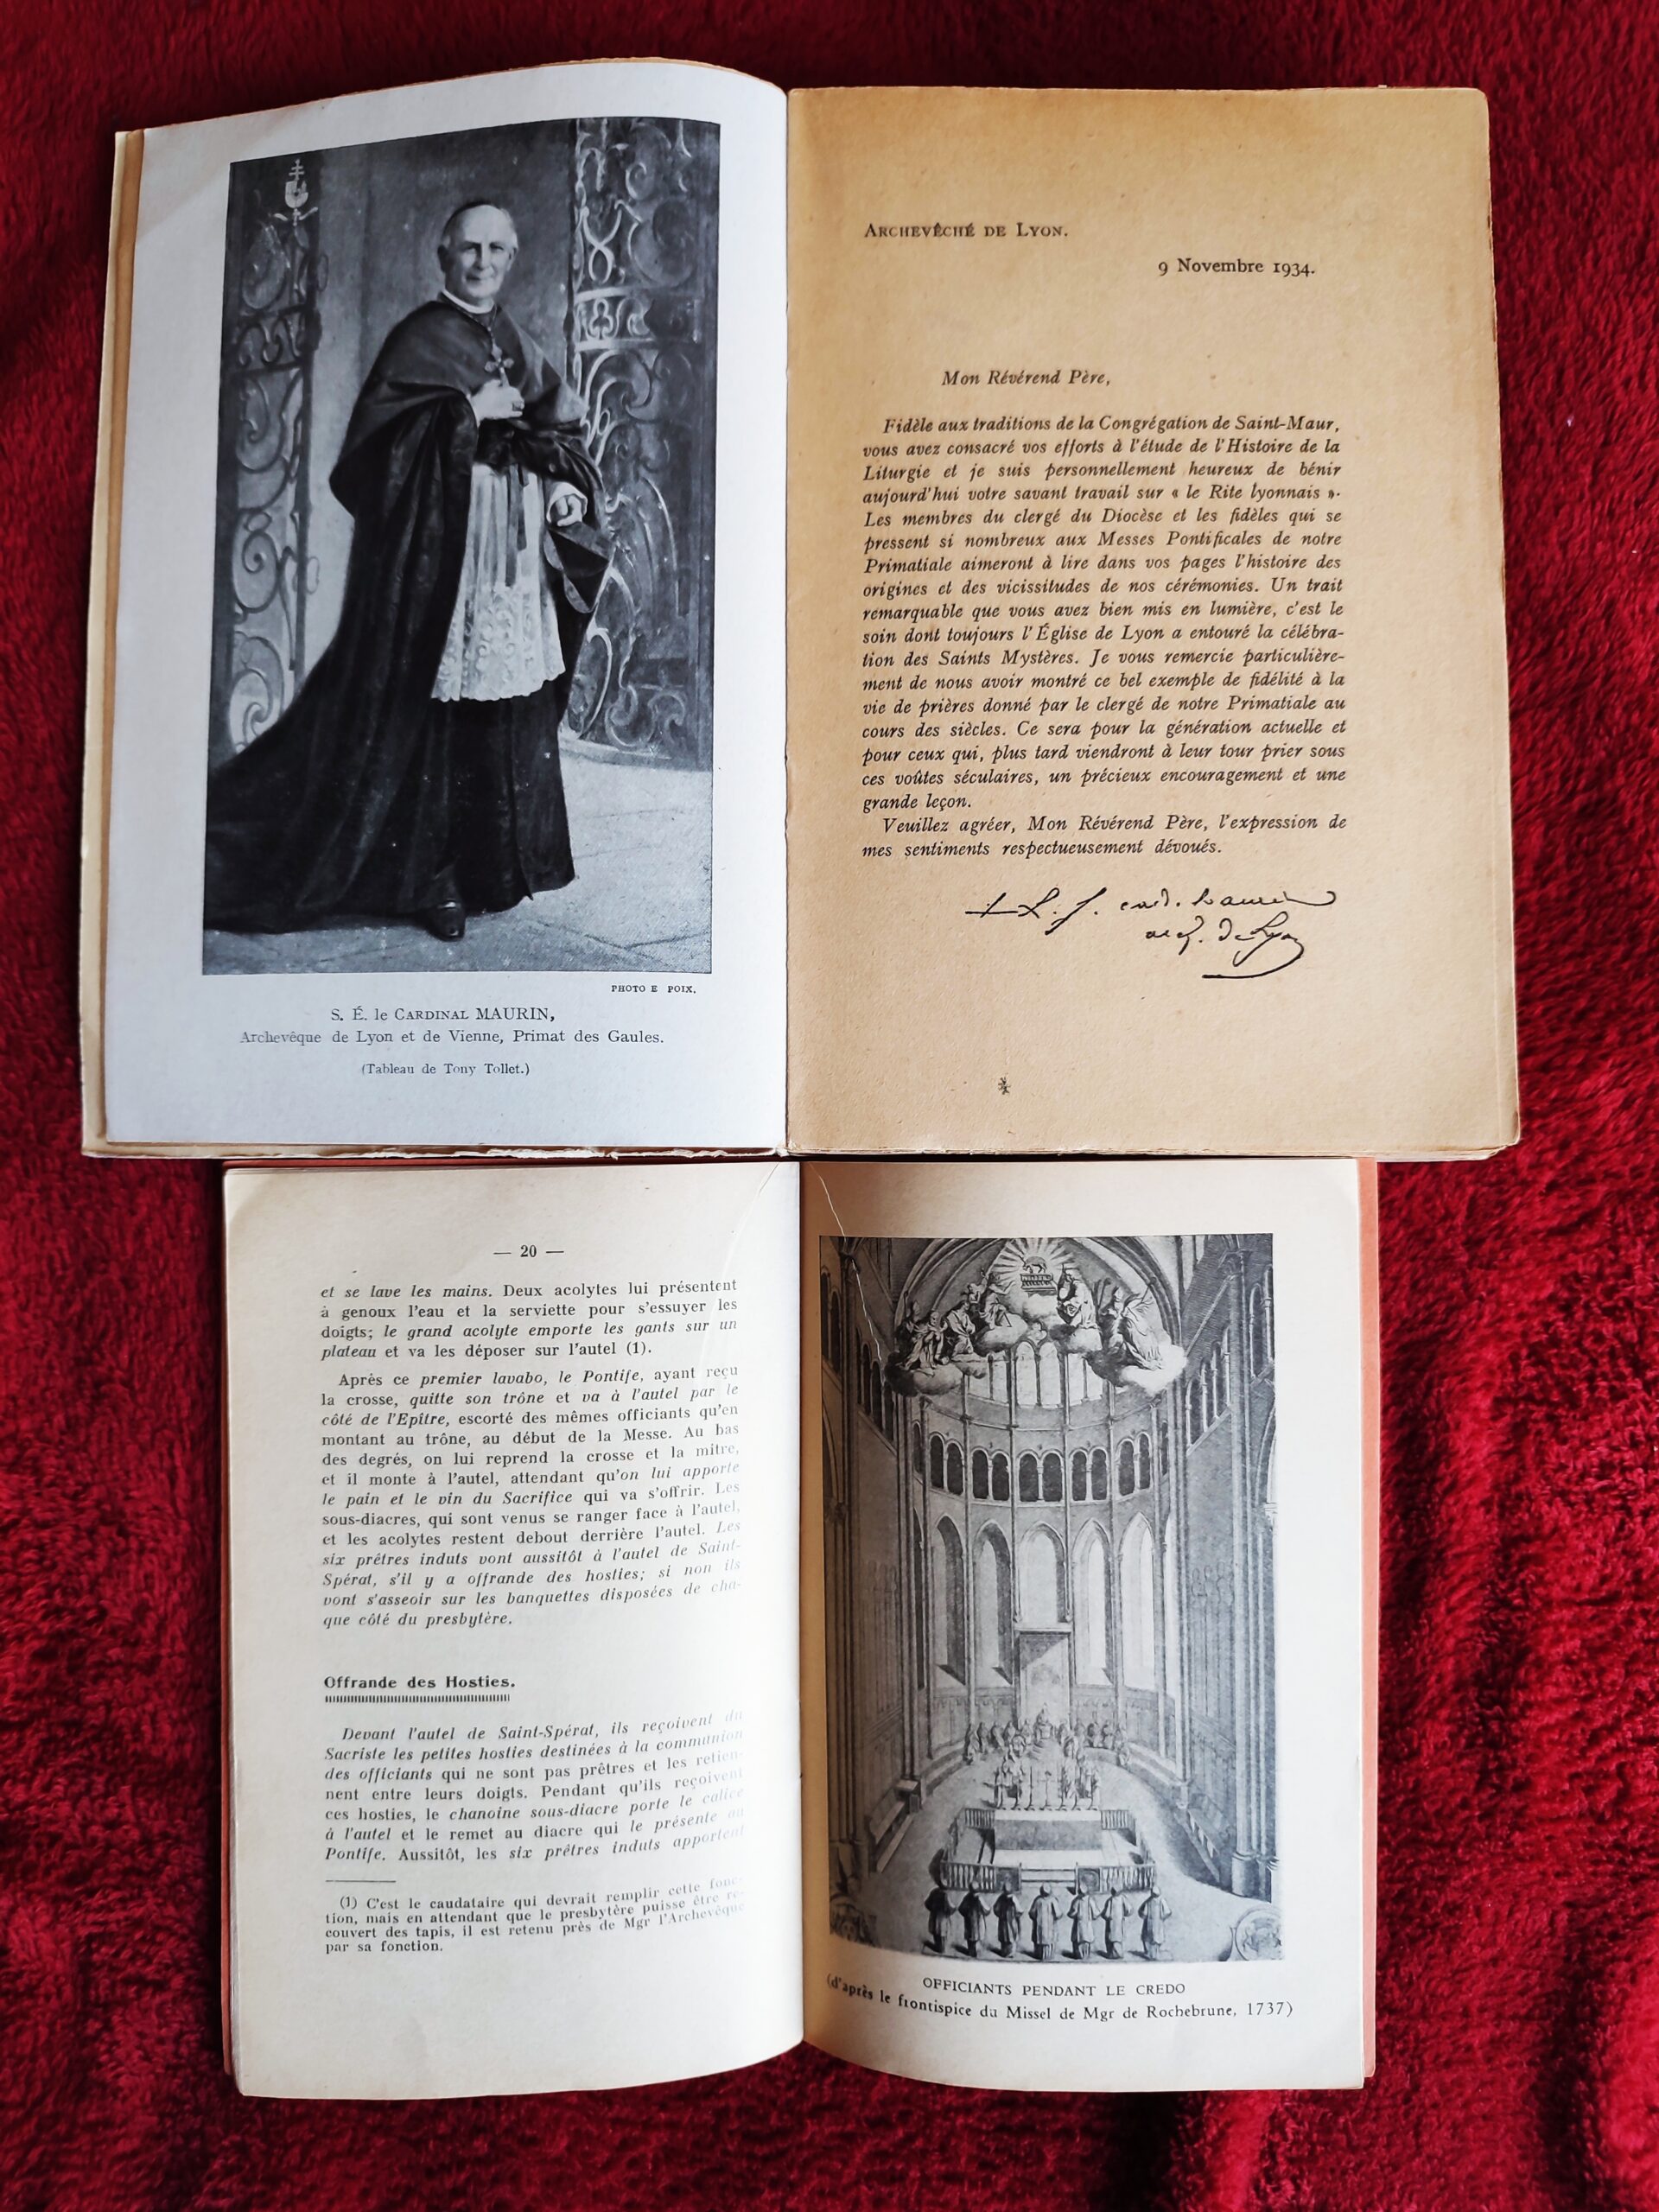 PHOTO E POIX.
S. É. le CARDINAL MAURIN,
Archevêque de Lyon et de Vienne, Primat des Gaules.
(Tableau de Tony Tollet.)
ARCHEVÊCHÉ DE LYON.
9 Novembre 1934.
Mon Révérend Père,
Fidèle aux traditions de la Congrégation de Saint-Maur,
vous avez consacré vos efforts à l'étude de l'Histoire de la
Liturgie et je suis personnellement heureux de bénir
aujourd'hui votre savant travail sur « le Rite lyonnais ».
Les membres du clergé du Diocèse et les fidèles qui se
pressent si nombreux aux Messes Pontificales de notre
Primatiale aimeront à lire dans vos pages l'histoire des
origines et des vicissitudes de nos cérémonies. Un trait
remarquable que vous avez bien mis en lumière, c'est le
soin dont toujours l'Église de Lyon a entouré la célébra-
tion des Saints Mystères. Je vous remercie particulière-
ment de nous avoir montré ce bel exemple de fidélité à la
vie de prières donné par le clergé de notre Primatiale au
cours des siècles. Ce sera pour la génération actuelle et
pour ceux qui, plus tard viendront à leur tour prier sous
ces voûtes séculaires, un précieux encouragement et une
grande leçon.
Veuillez agréer, Mon Révérend Père, l'expression de
mes sentiments respectueusement dévoués.
+ L. J. card. Maurin
arch. de Lyon
— 20 —
et se lave les mains. Deux acolytes lui présentent
à genoux l'eau et la serviette pour s'essuyer les
doigts; le grand acolyte emporte les gants sur un
plateau et va les déposer sur l'autel (1).
Après ce premier lavabo, le Pontife, ayant reçu
la crosse, quitte son trône et va à l'autel par le
côté de l'Epître, escorté des mêmes officiants qu'en
montant au trône, au début de la Messe. Au bas
des degrés, on lui reprend la crosse et la mitre,
et il monte à l'autel, attendant qu'on lui apporte
le pain et le vin du Sacrifice qui va s'offrir. Les
sous-diacres, qui sont venus se ranger face à l'autel,
et les acolytes restent debout derrière l'autel. Les
six prêtres induts vont aussitôt à l'autel de Saint-
Spérat, s'il y a offrande des hosties; si non ils
vont s'asseoir sur les banquettes disposées de cha-
que côté du presbytère.
Offrande des Hosties.
Devant l'autel de Saint-Spérat, ils reçoivent du
Sacriste les petites hosties destinées à la communion
des officiants qui ne sont pas prêtres et les retien-
nent entre leurs doigts. Pendant qu'ils reçoivent
ces hosties, le chanoine sous-diacre porte le calice
à l'autel et le remet au diacre qui le présente au
Pontife. Aussitôt, les six prêtres induts apportent
(1) C'est le caudataire qui devrait remplir cette fonc-
tion, mais en attendant que le presbytère puisse être re-
couvert des tapis, il est retenu près de Mgr l'Archevêque
par sa fonction.
OFFICIANTS PENDANT LE CREDO
(d'après le frontispice du Missel de Mgr de Rochebrune, 1737)